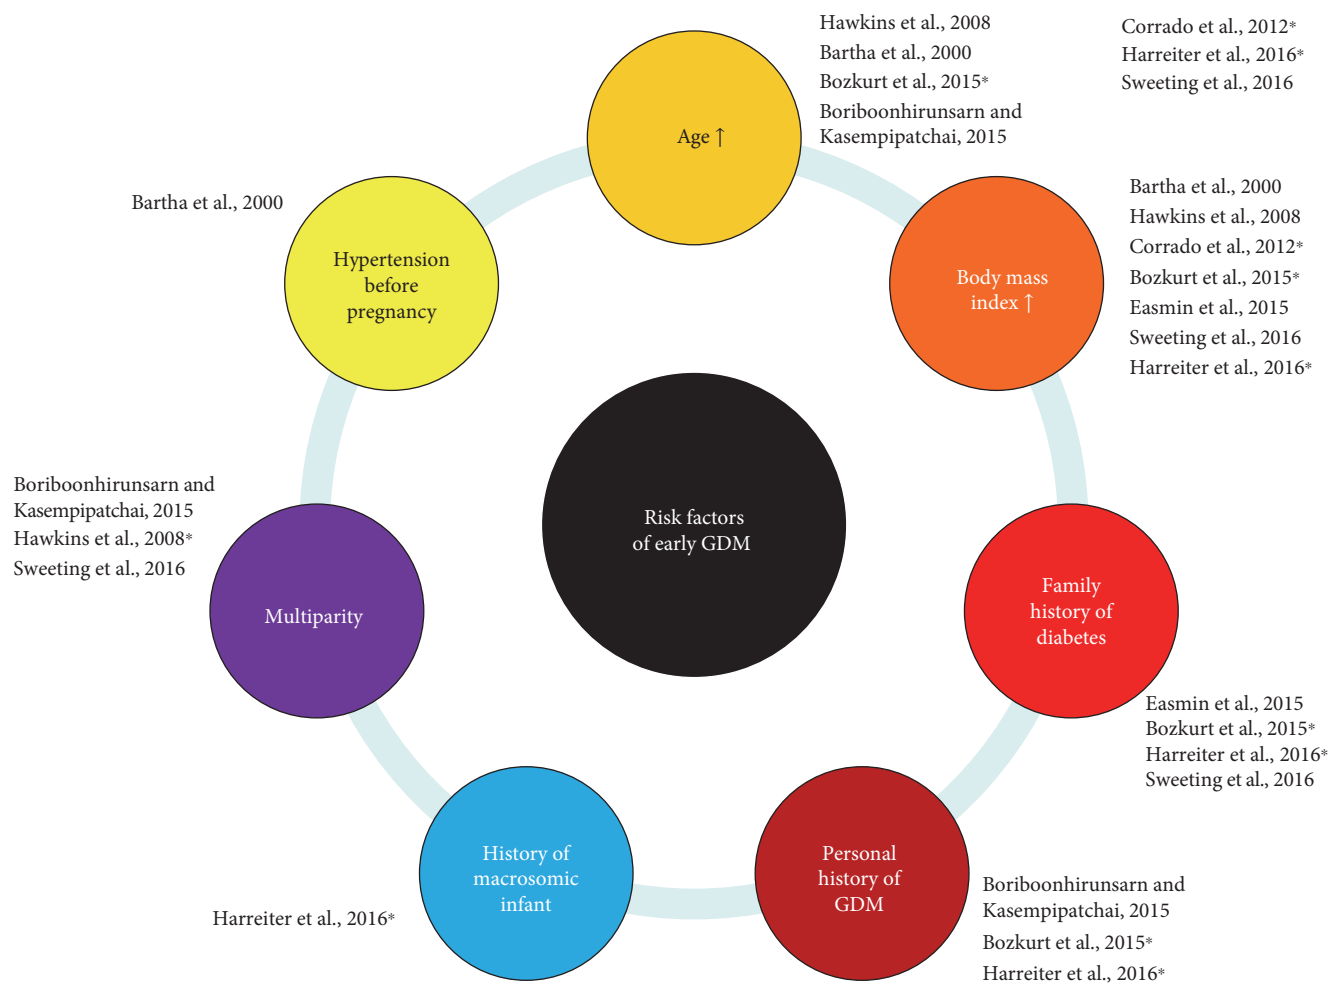 Hawkins et al., 2008
Bartha et al., 2000
Bozkurt et al., 2015*
Boriboonhirunsarn and
Kasempipatchai, 2015
Corrado et al., 2012*
Harreiter et al., 2016*
Sweeting et al., 2016
Age ↑
Bartha et al., 2000
Hawkins et al., 2008
Corrado et al., 2012*
Bozkurt et al., 2015*
Easmin et al., 2015
Sweeting et al., 2016
Harreiter et al., 2016*
Body mass
index ↑
Bartha et al., 2000
Hypertension
before
pregnancy
Risk factors
of early GDM
Boriboonhirunsarn and
Kasempipatchai, 2015
Hawkins et al., 2008*
Sweeting et al., 2016
Multiparity
Family
history of
diabetes
Easmin et al., 2015
Bozkurt et al., 2015*
Harreiter et al., 2016*
Sweeting et al., 2016
History of
macrosomic
infant
Harreiter et al., 2016*
Personal
history of
GDM
Boriboonhirunsarn and
Kasempipatchai, 2015
Bozkurt et al., 2015*
Harreiter et al., 2016*